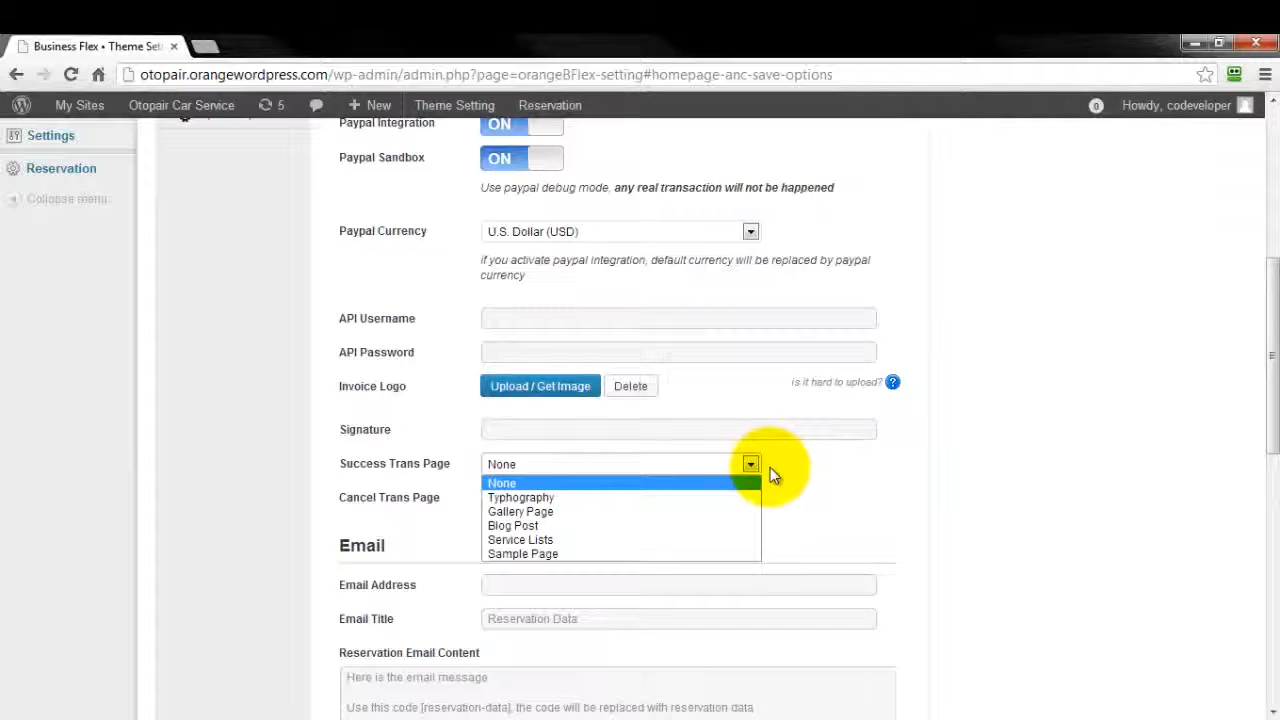 Business Flex • Theme Set
otopair.orangewordpress.com/wp-admin/admin.php?page=orangeBFlex-setting#homepage-anc-save-options
My Sites Otopair Car Service 5 New Theme Setting Reservation 0 Howdy, codeveloper
Settings
Reservation
Collapse menu
Paypal Integration ON
Paypal Sandbox ON
Use paypal debug mode, any real transaction will not be happened
Paypal Currency U.S. Dollar (USD)
if you activate paypal integration, default currency will be replaced by paypal
currency
API Username
API Password
Invoice Logo Upload / Get Image Delete is it hard to upload? ?
Signature
Success Trans Page None
None
Cancel Trans Page Typhography
Gallery Page
Blog Post
Service Lists
Email Sample Page
Email Address
Email Title Reservation Data
Reservation Email Content
Here is the email message
Use this code [reservation-data], the code will be replaced with reservation data